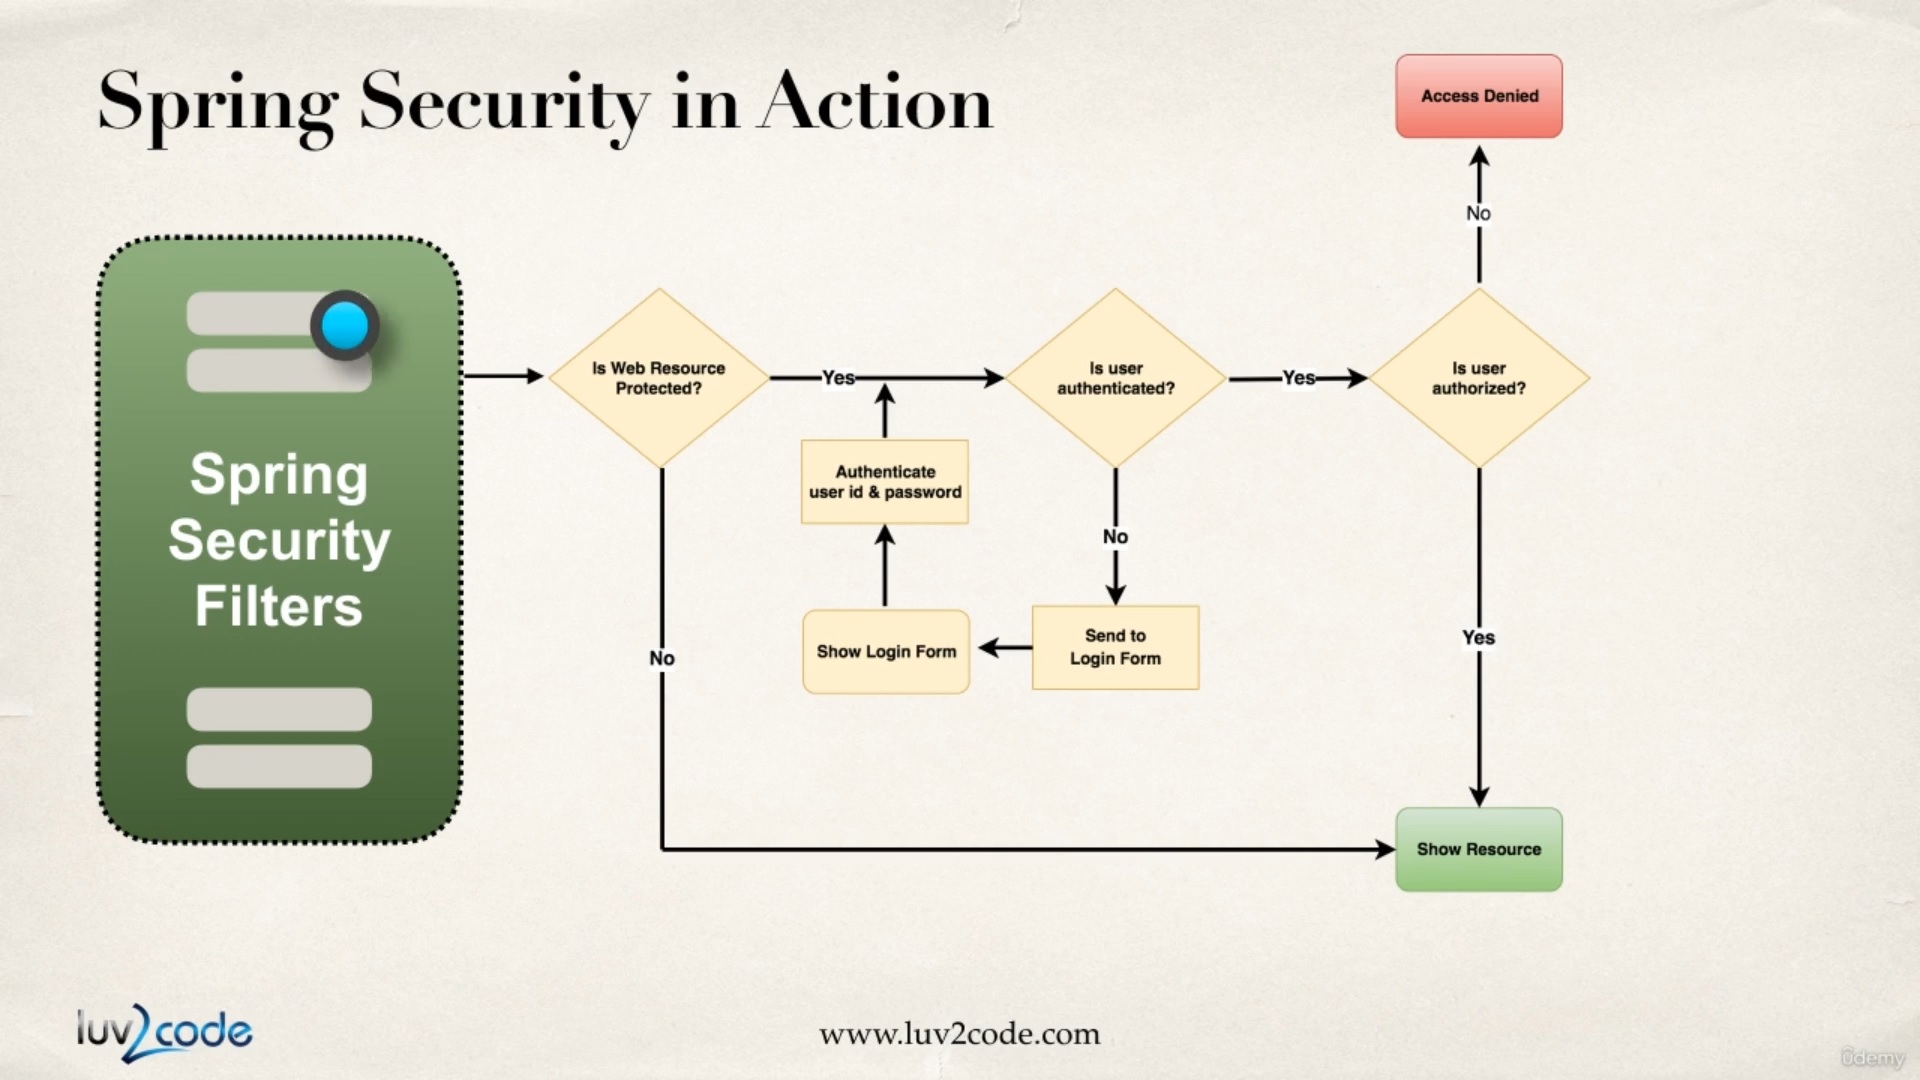 Spring Security in Action
Access Denied
No
Is Web Resource
Protected?
Yes
Is user
authenticated?
Yes
Is user
authorized?
Authenticate
user id & password
Spring
Security
Filters
No
Show Login Form
Send to
Login Form
No
Yes
Show Resource
luv2code
www.luv2code.com
ûdemy